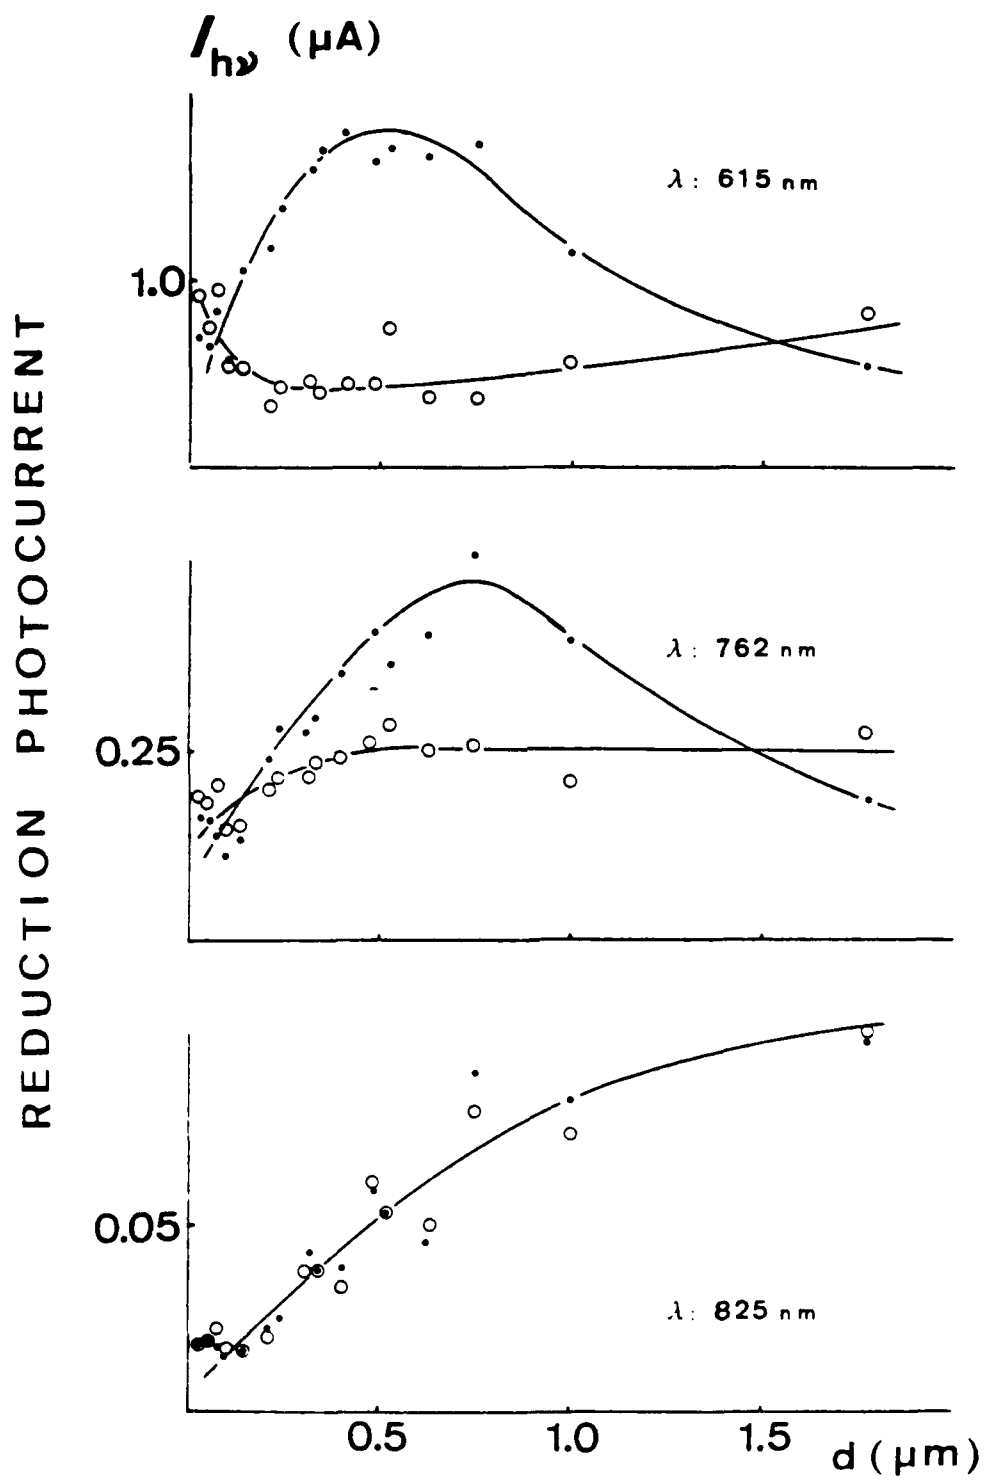 I hν (μA)
λ: 615 nm
1.0
REDUCTION PHOTOCURRENT
λ: 762 nm
0.25
0.05
λ: 825 nm
0.5 1.0 1.5 d (μm)